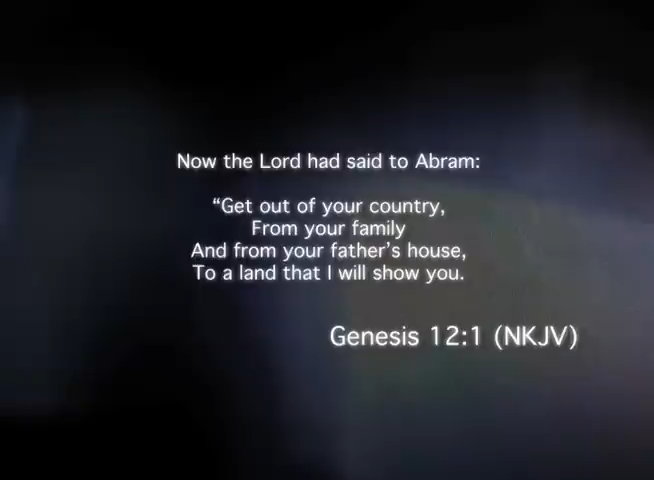 Now the Lord had said to Abram:
“Get out of your country,
From your family
And from your father’s house,
To a land that I will show you.
Genesis 12:1 (NKJV)